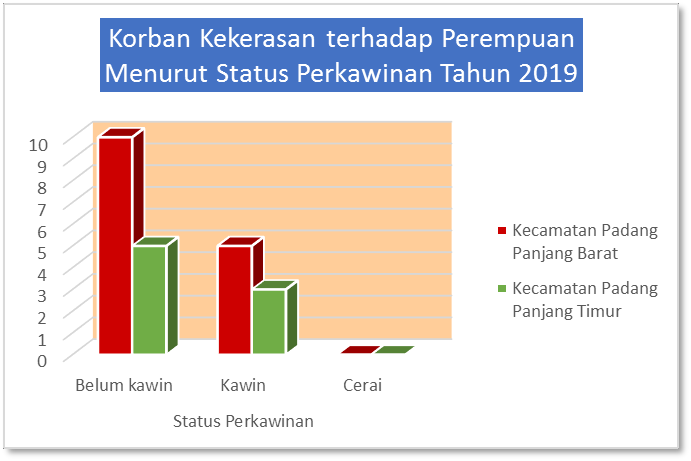 Korban Kekerasan terhadap Perempuan
Menurut Status Perkawinan Tahun 2019
10
9
8
7
6
5
4
3
2
1
0
Belum kawin
Kawin
Cerai
Status Perkawinan
Kecamatan Padang
Panjang Barat
Kecamatan Padang
Panjang Timur